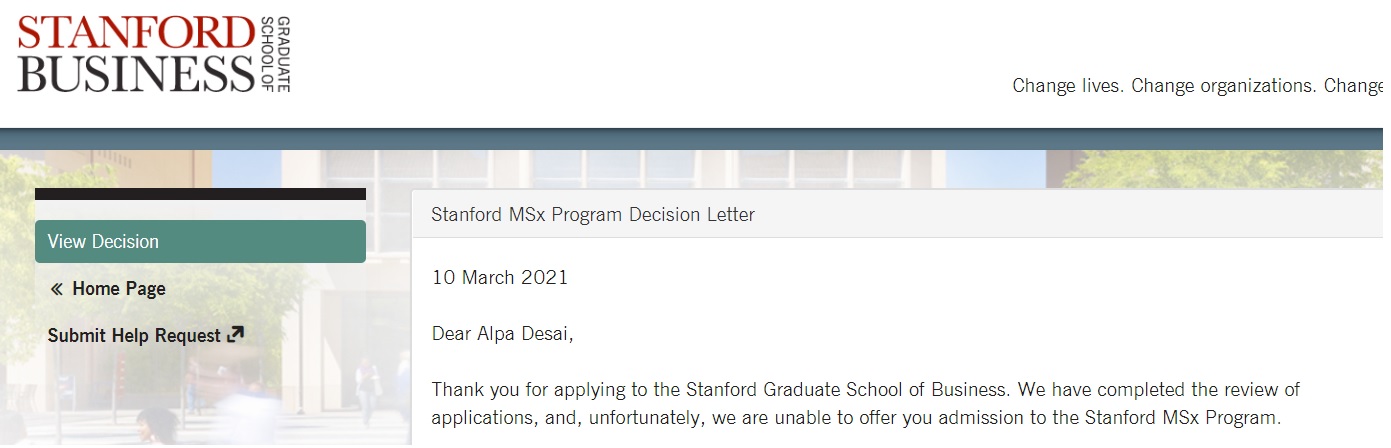 STANFORD
BUSINESS
GRADUATE
SCHOOL OF
Change lives. Change organizations. Change
View Decision
« Home Page
Submit Help Request
Stanford MSx Program Decision Letter
10 March 2021
Dear Alpa Desai,
Thank you for applying to the Stanford Graduate School of Business. We have completed the review of
applications, and, unfortunately, we are unable to offer you admission to the Stanford MSx Program.